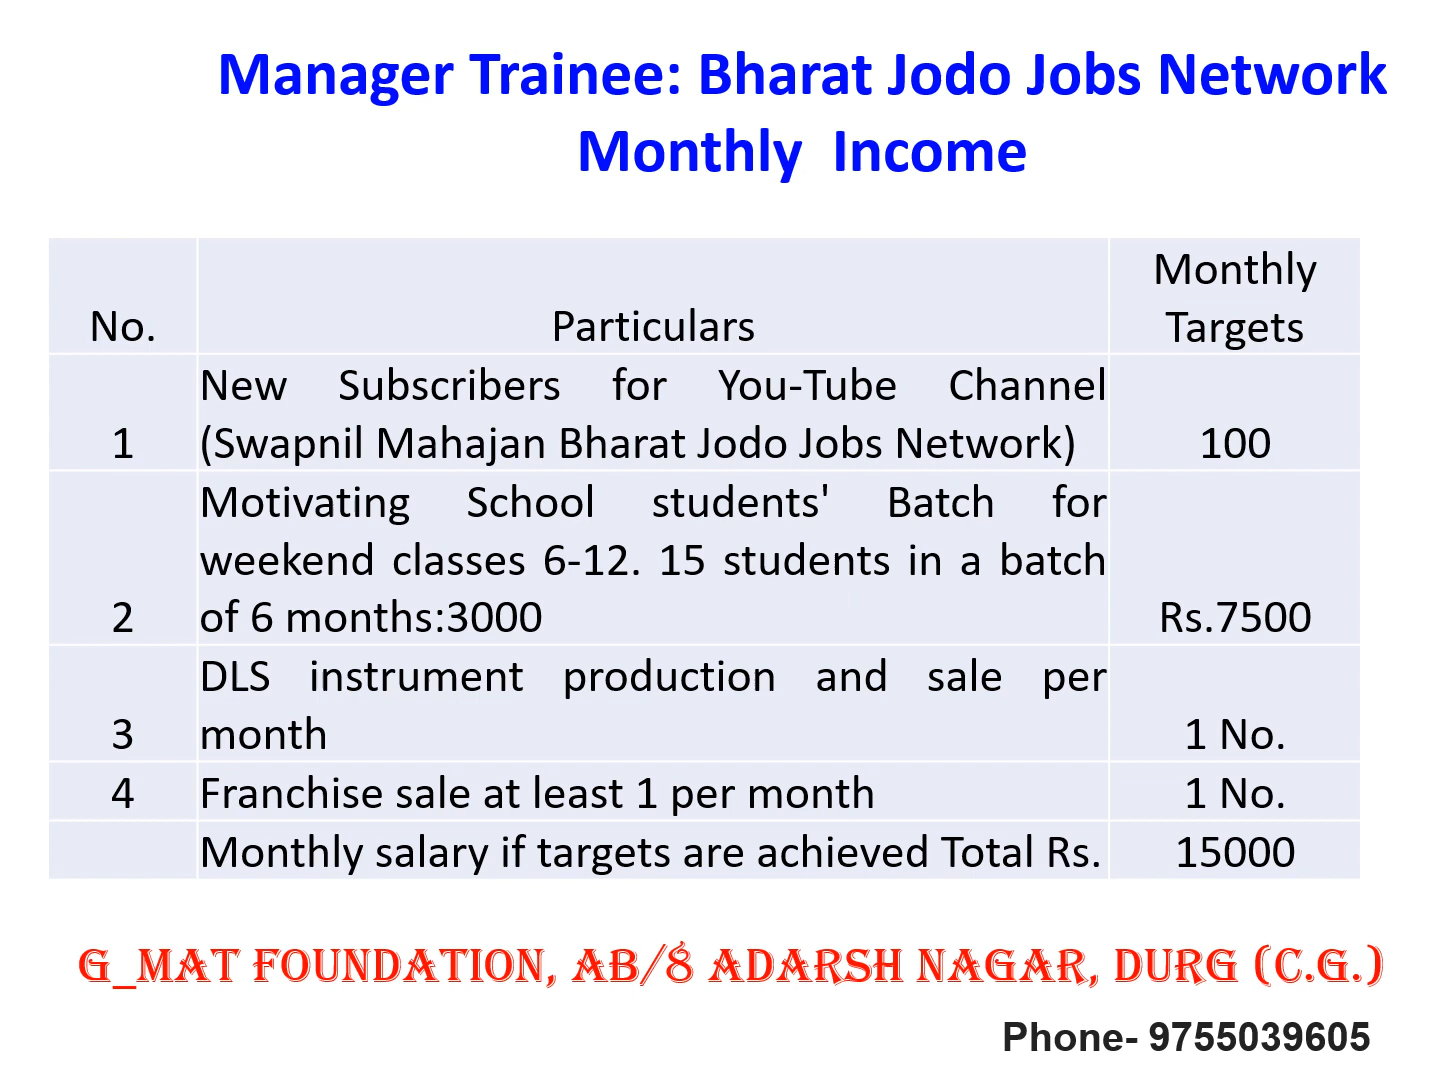 Manager Trainee: Bharat Jodo Jobs Network
Monthly Income
No. Particulars Monthly Targets
1 New Subscribers for You-Tube Channel
(Swapnil Mahajan Bharat Jodo Jobs Network) 100
2 Motivating School students' Batch for
weekend classes 6-12. 15 students in a batch
of 6 months:3000 Rs.7500
3 DLS instrument production and sale per
month 1 No.
4 Franchise sale at least 1 per month 1 No.
Monthly salary if targets are achieved Total Rs. 15000
G_MAT FOUNDATION, AB/8 ADARSH NAGAR, DURG (C.G.)
Phone- 9755039605